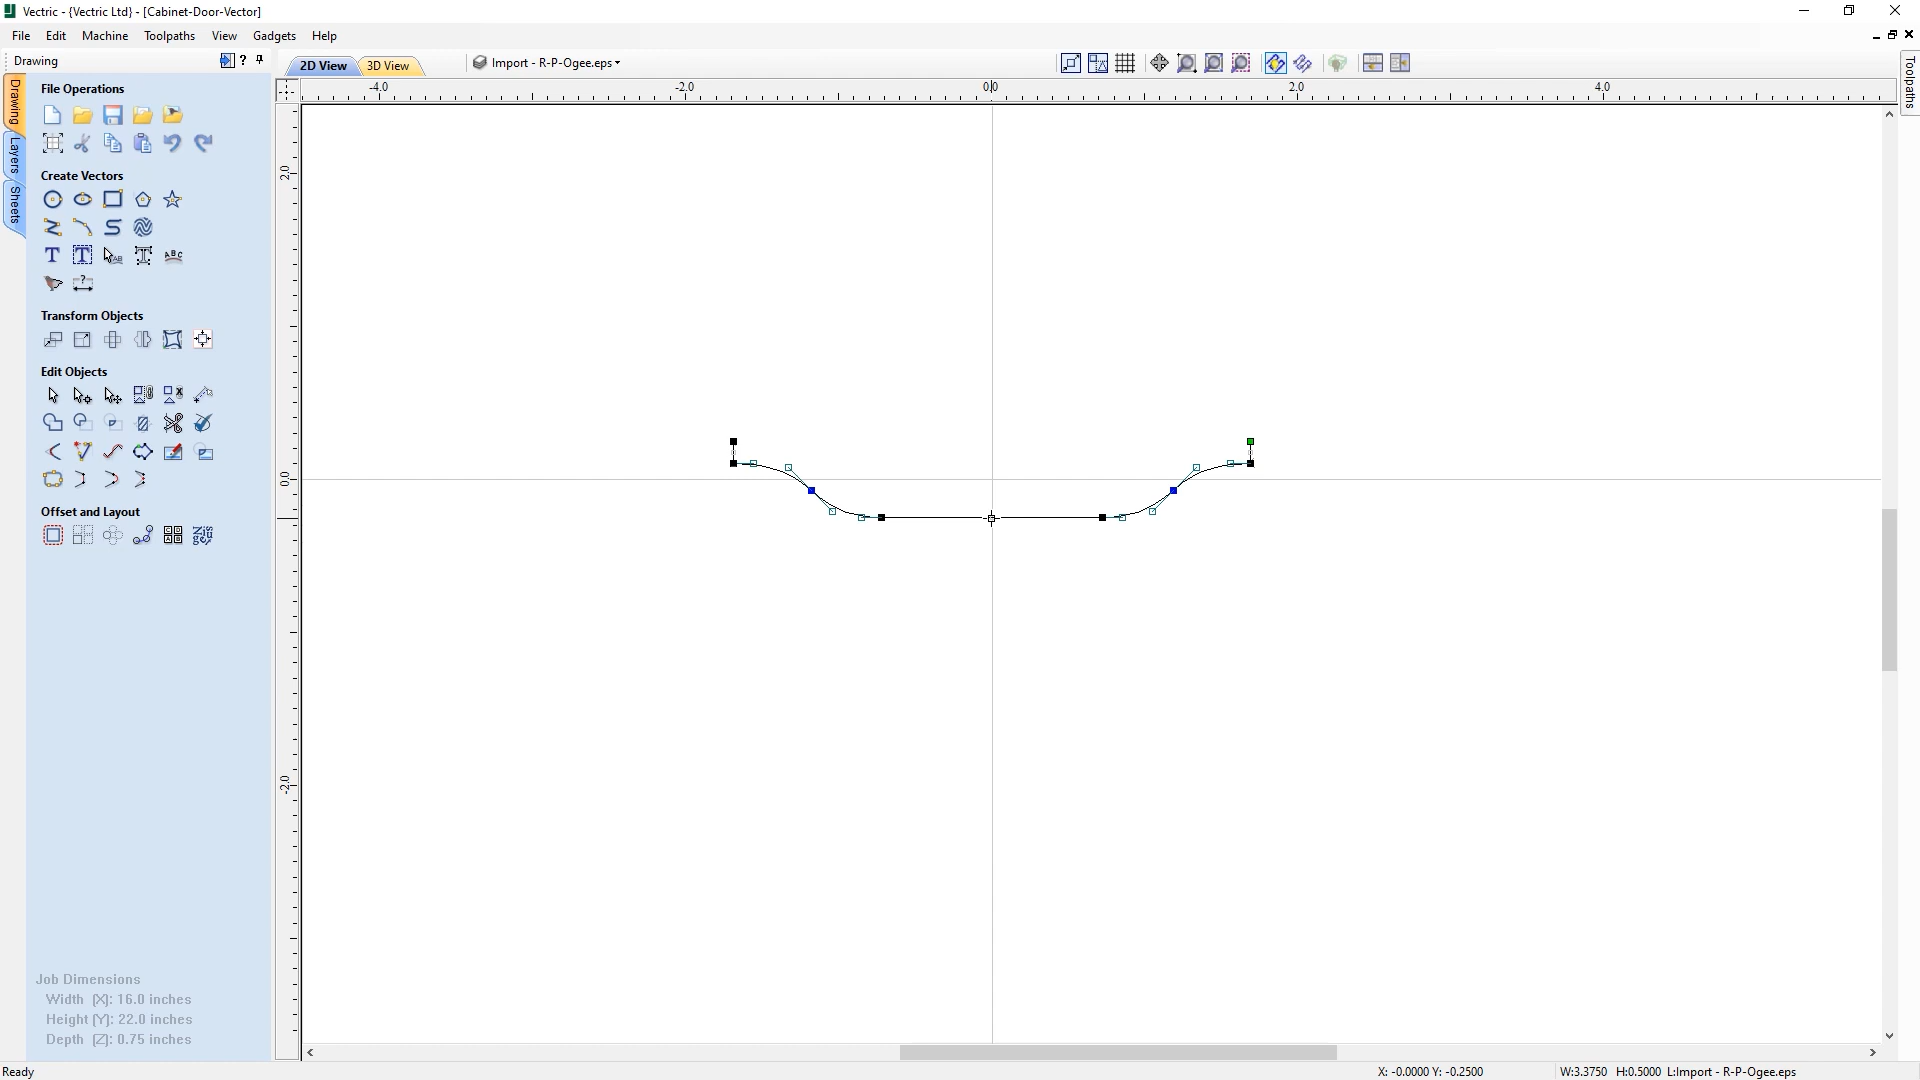 Vectric - {Vectric Ltd} - [Cabinet-Door-Vector]
File Edit Machine Toolpaths View Gadgets Help
Drawing
2D View 3D View Import - R-P-Ogee.eps
Toolpaths
Drawing
Layers
Sheets
File Operations
Create Vectors
Transform Objects
Edit Objects
Offset and Layout
-4.0 -2.0 0.0 2.0 4.0
2.0
0.0
-2.0
Job Dimensions
Width (X): 16.0 inches
Height (Y): 22.0 inches
Depth (Z): 0.75 inches
Ready X: -0.0000 Y: -0.2500 W:3.3750 H:0.5000 L:Import - R-P-Ogee.eps